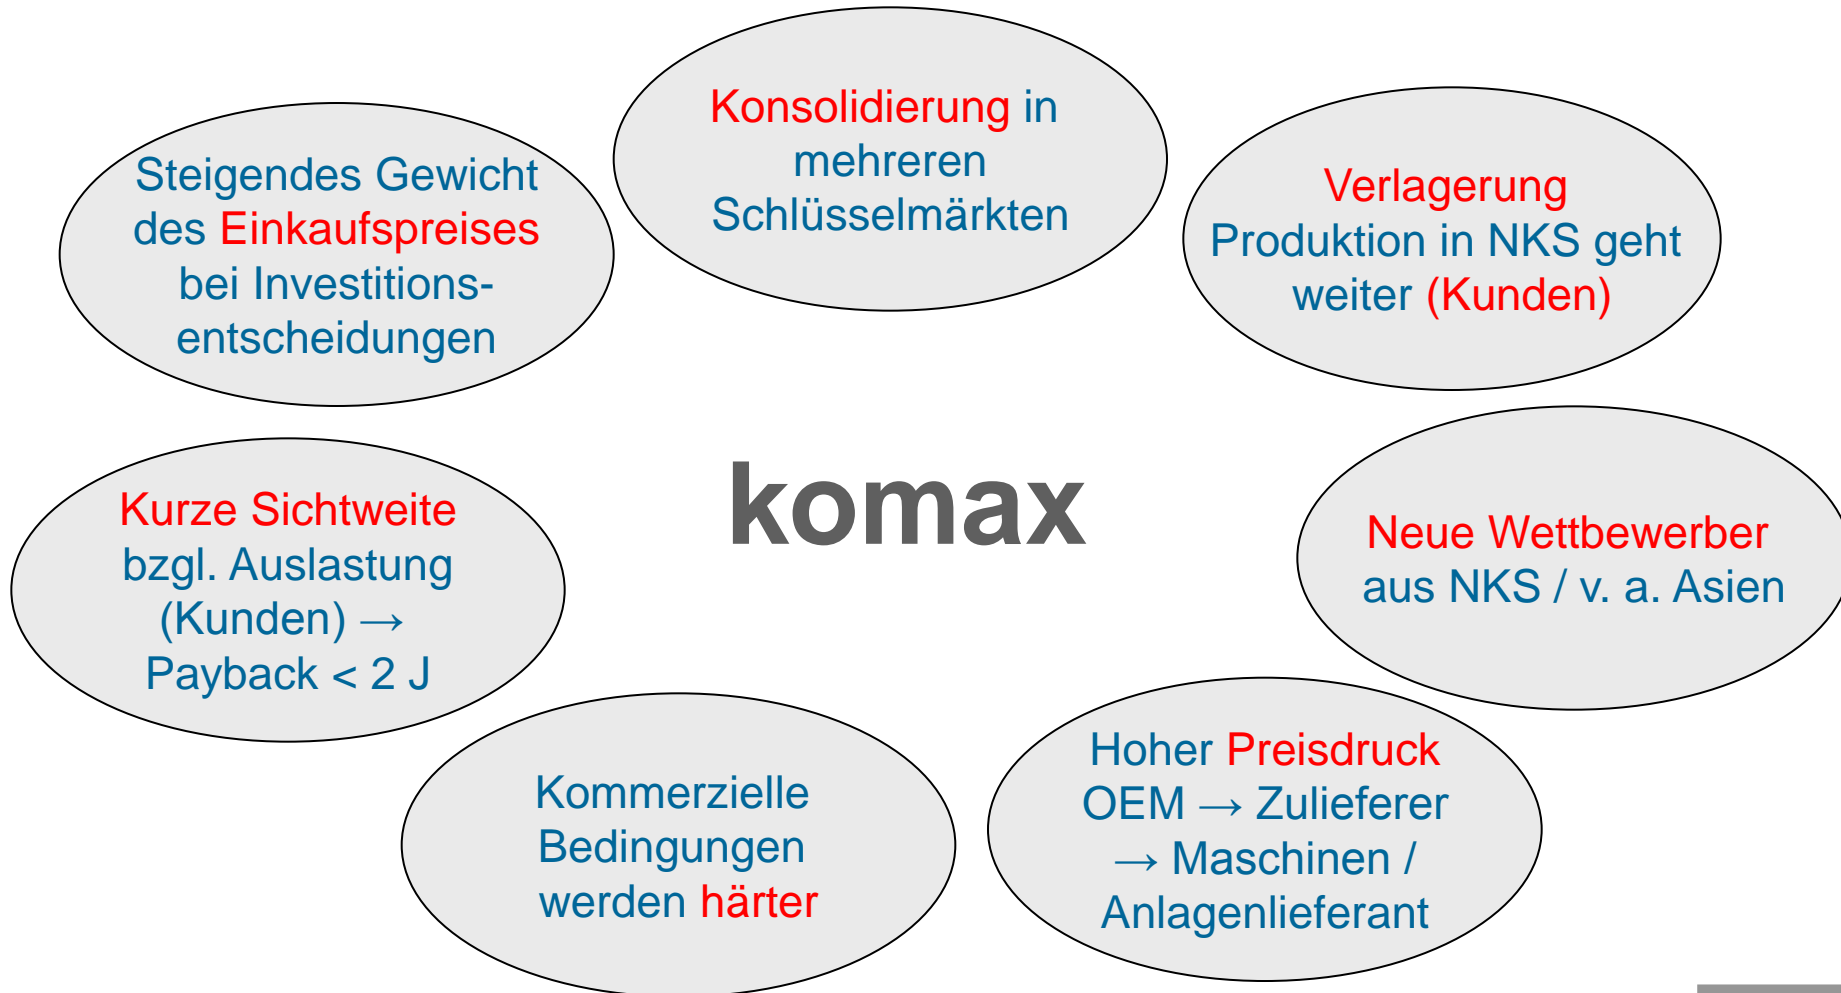 Konsolidierung in
mehreren
Schlüsselmärkten
Steigendes Gewicht
des Einkaufspreises
bei Investitions-
entscheidungen
Verlagerung
Produktion in NKS geht
weiter (Kunden)
komax
Kurze Sichtweite
bzgl. Auslastung
(Kunden) →
Payback < 2 J
Neue Wettbewerber
aus NKS / v. a. Asien
Kommerzielle
Bedingungen
werden härter
Hoher Preisdruck
OEM → Zulieferer
→ Maschinen /
Anlagenlieferant